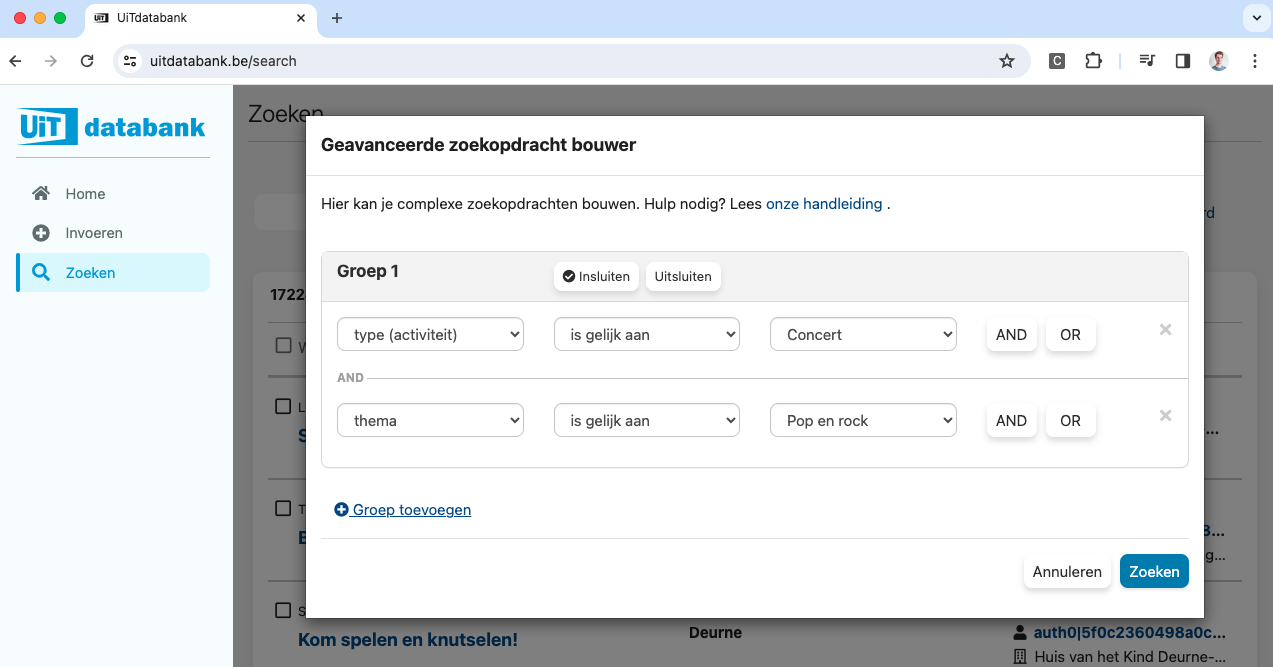 UiTdatabank
uitdatabank.be/search
C
UiT databank
Home
Invoeren
Zoeken
Zoeken
Geavanceerde zoekopdracht bouwer
Hier kan je complexe zoekopdrachten bouwen. Hulp nodig? Lees onze handleiding .
Groep 1 Insluiten Uitsluiten
type (activiteit) is gelijk aan Concert AND OR
AND
thema is gelijk aan Pop en rock AND OR
Groep toevoegen
Annuleren Zoeken
1722
Kom spelen en knutselen!
Deurne
auth0|5f0c2360498a0c...
Huis van het Kind Deurne-...